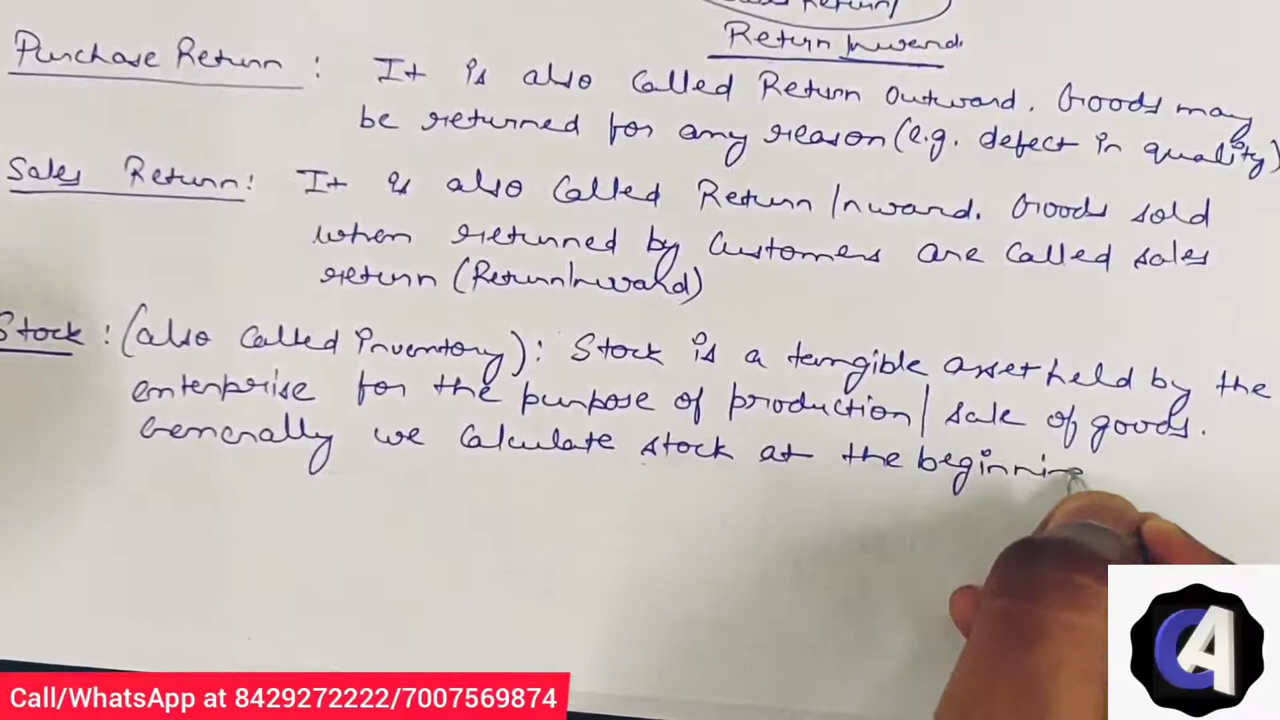 Return/
Return Inward
Purchase Return : It is also called Return Outward. Goods may
be returned for any reason (e.g. defect in quality)
Sales Return : It is also called Return Inward. Goods sold
when returned by customers are called sales
return (Return Inward)
Stock : (also called inventory) : Stock is a tangible asset held by the
enterprise for the purpose of production/ sale of goods.
Generally we calculate stock at the beginnin
Call/WhatsApp at 8429272222/7007569874
CA